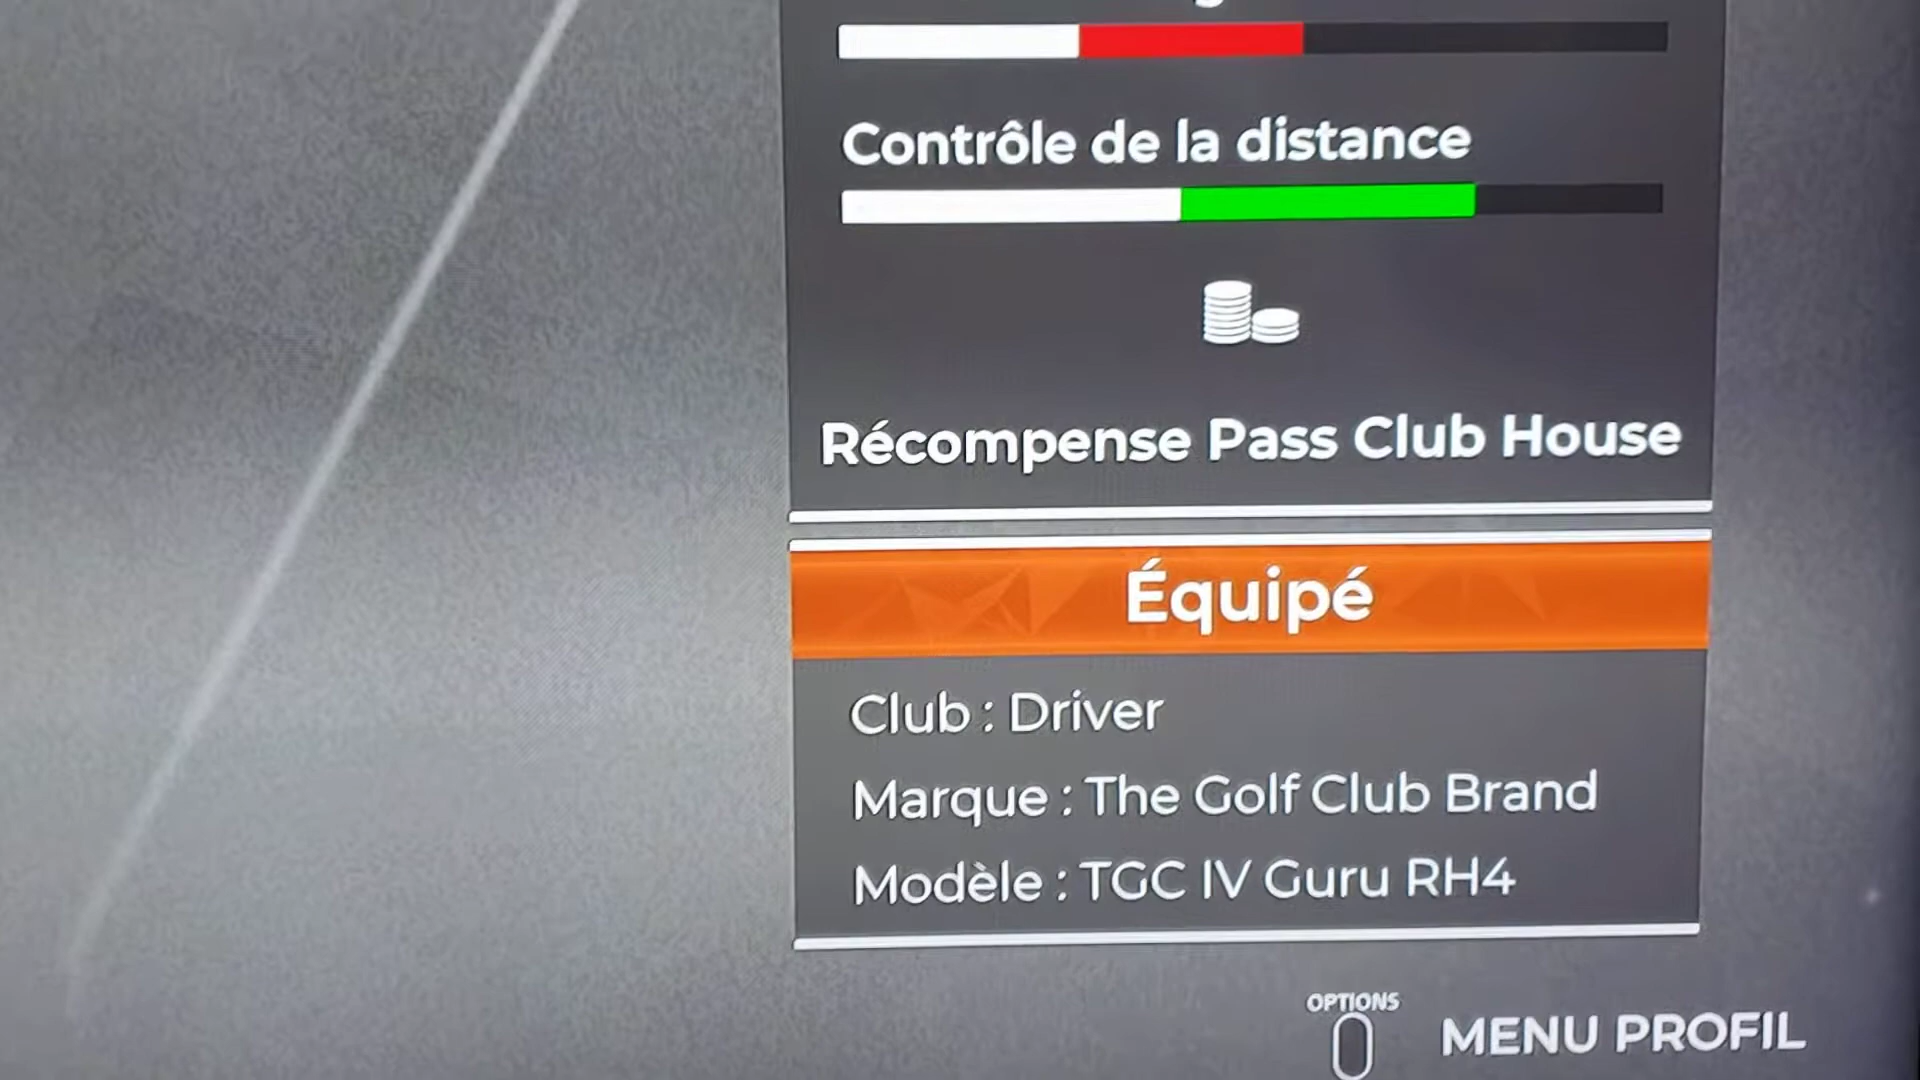 Contrôle de la distance
Récompense Pass Club House
Équipé
Club : Driver
Marque : The Golf Club Brand
Modèle : TGC IV Guru RH4
OPTIONS
MENU PROFIL